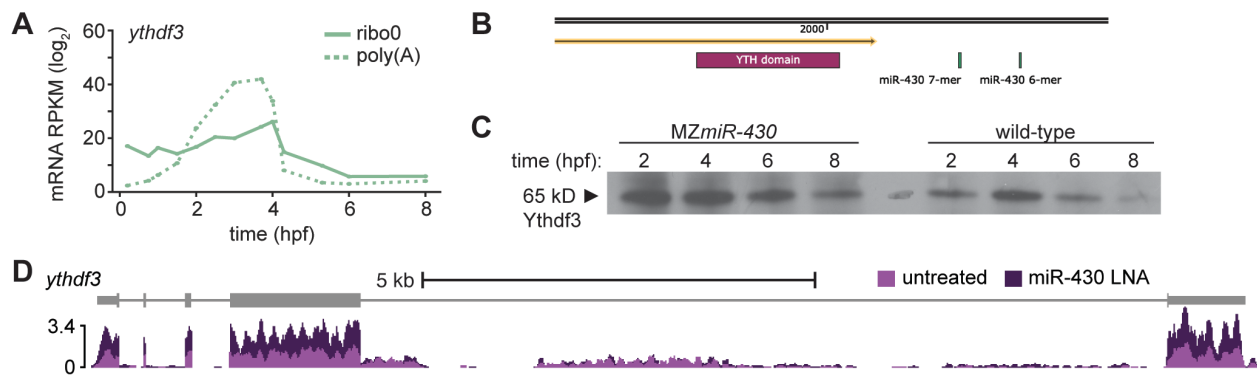 A
mRNA RPKM (log2)
ythdf3
60
40
20
0
0
2
4
6
8
time (hpf)
ribo0
poly(A)
B
2000
YTH domain
miR-430 7-mer
miR-430 6-mer
C
MZmiR-430
wild-type
time (hpf):
2 4 6 8 2 4 6 8
65 kD ►
Ythdf3
D
ythdf3
5 kb
untreated
miR-430 LNA
3.4
0